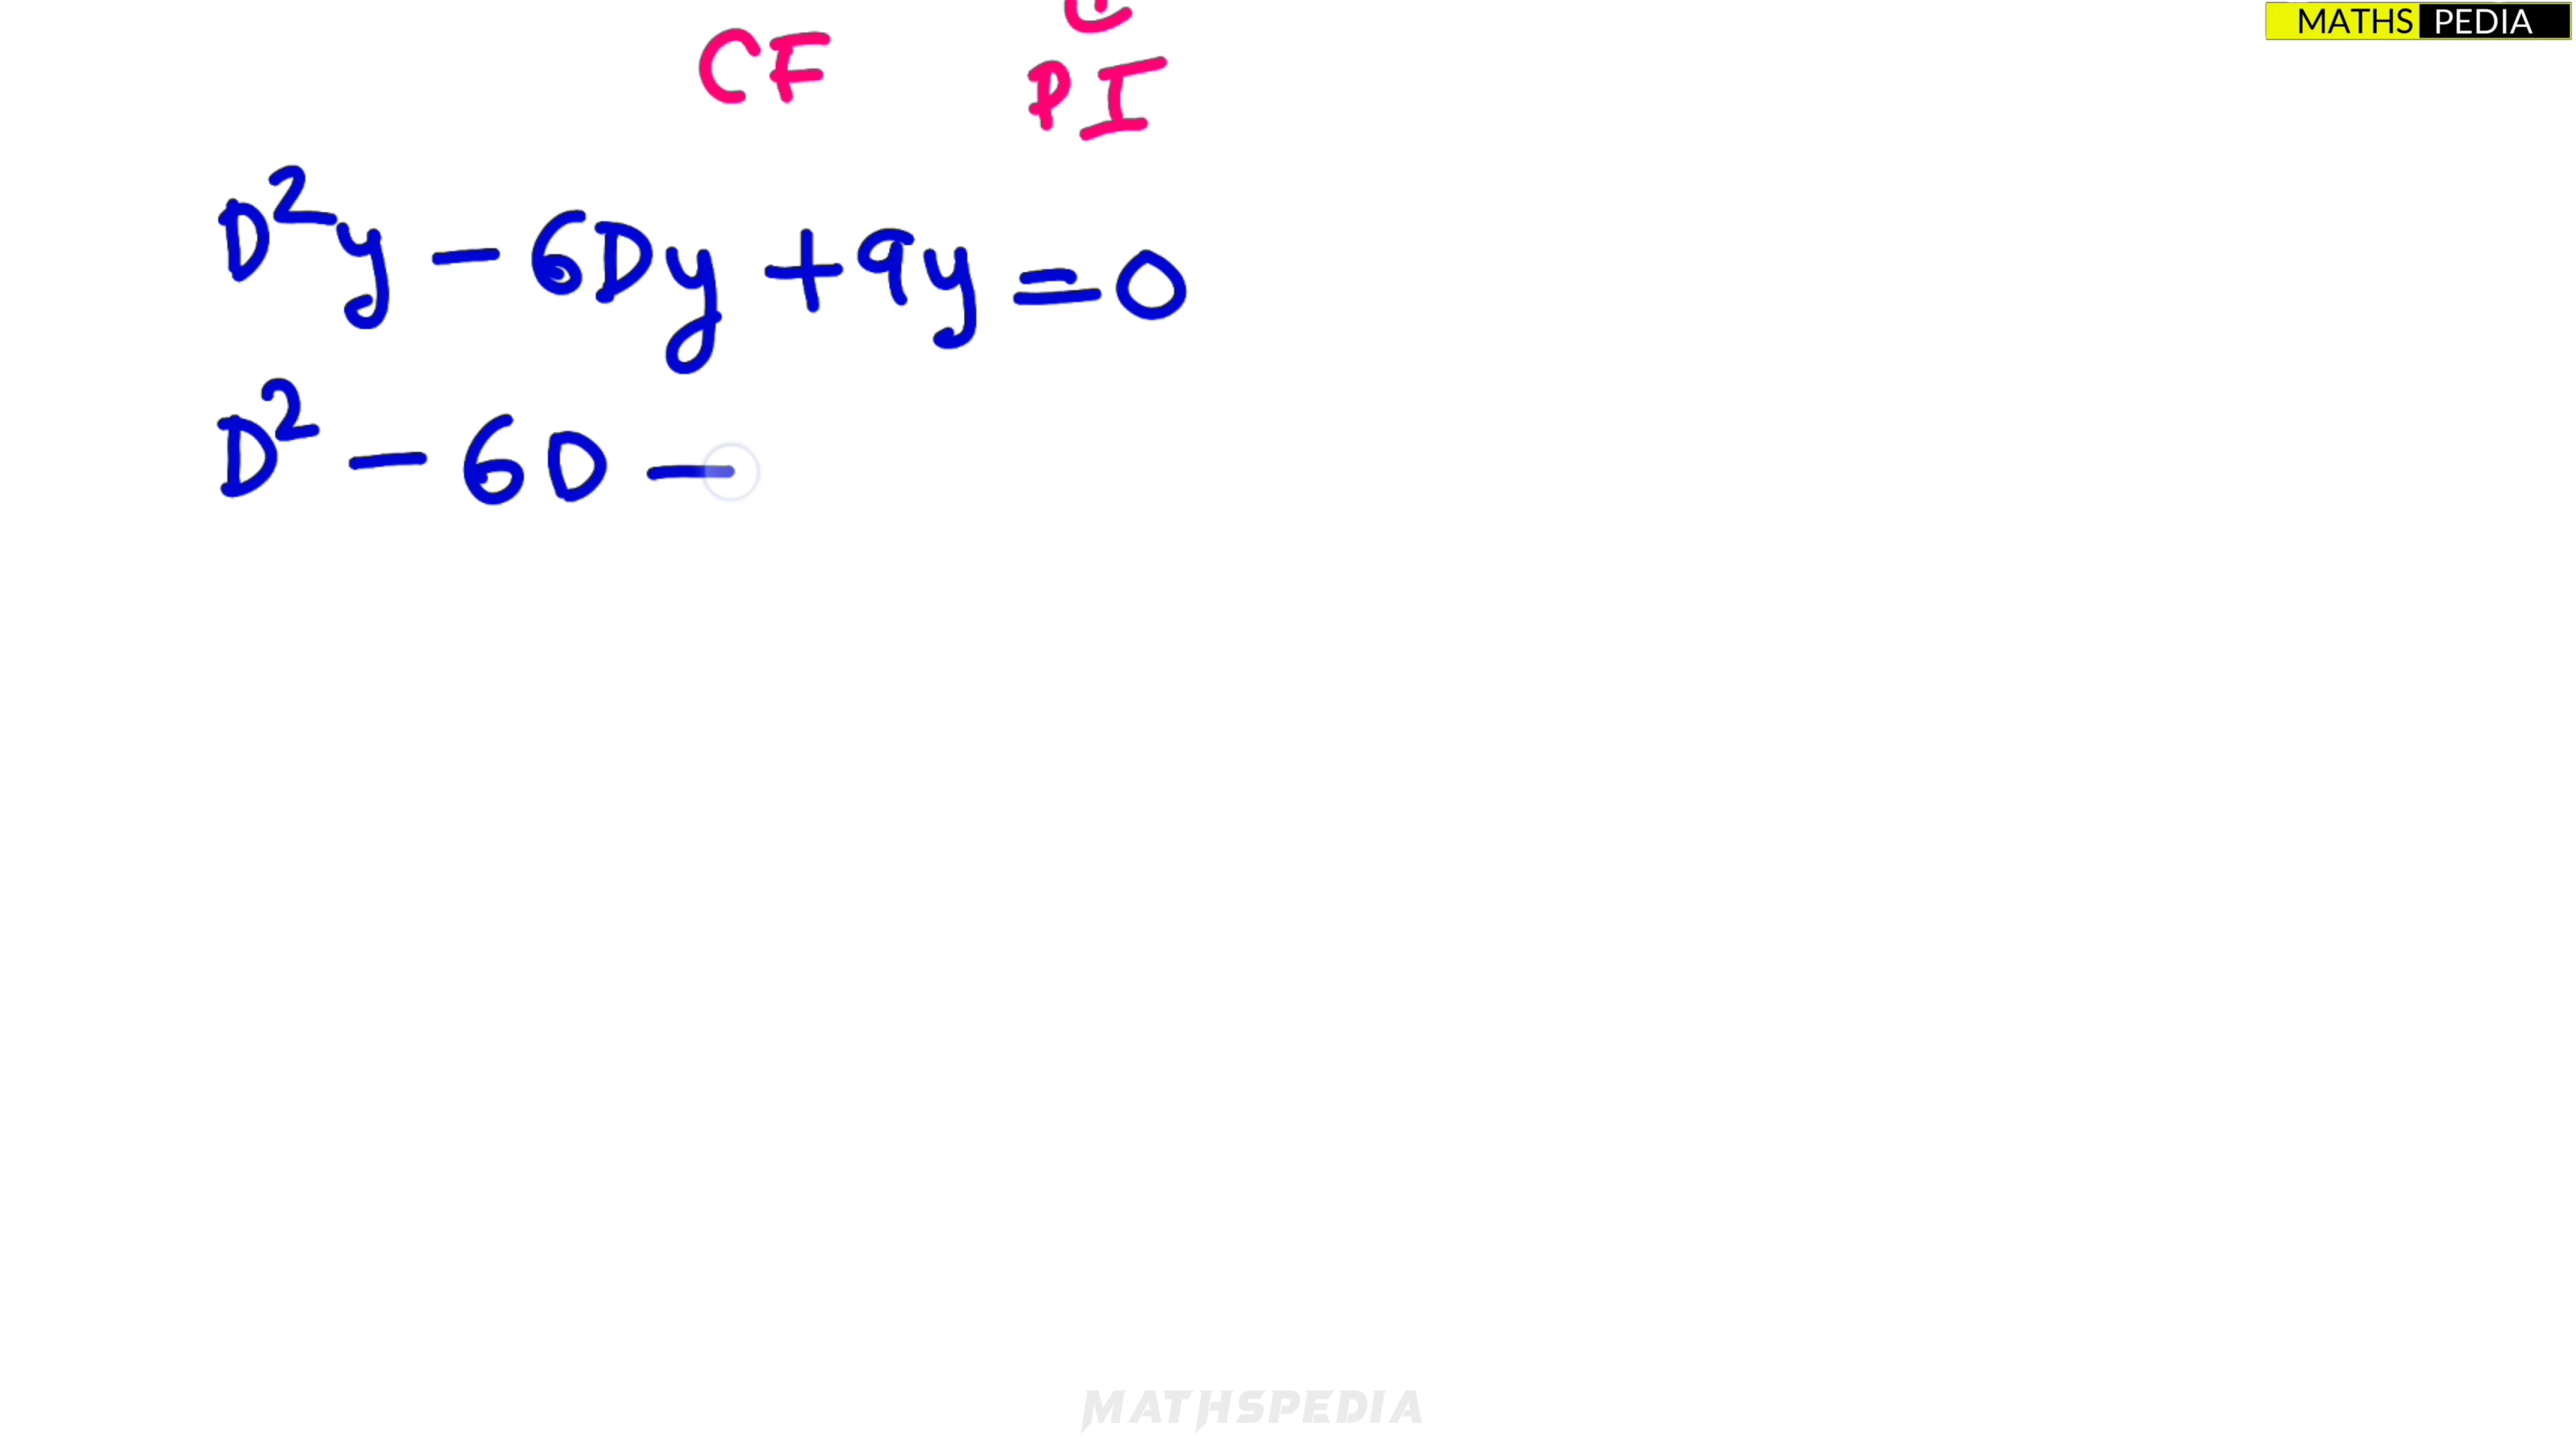 MATHS PEDIA
CF PI
D²y – 6Dy + 9y = 0
D² – 6D –
MATHSPEDIA